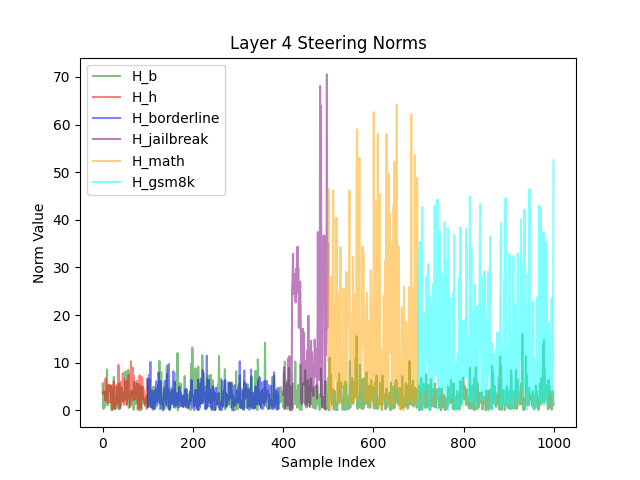 Layer 4 Steering Norms
H_b
H_h
H_borderline
H_jailbreak
H_math
H_gsm8k
Norm Value
70
60
50
40
30
20
10
0
0 200 400 600 800 1000
Sample Index